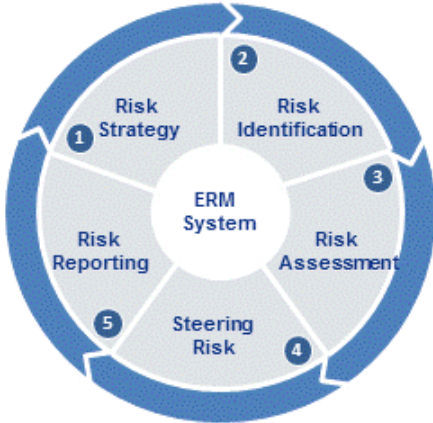 1
Risk
Strategy
2
Risk
Identification
3
Risk
Assessment
4
Steering
Risk
5
Risk
Reporting
ERM
System